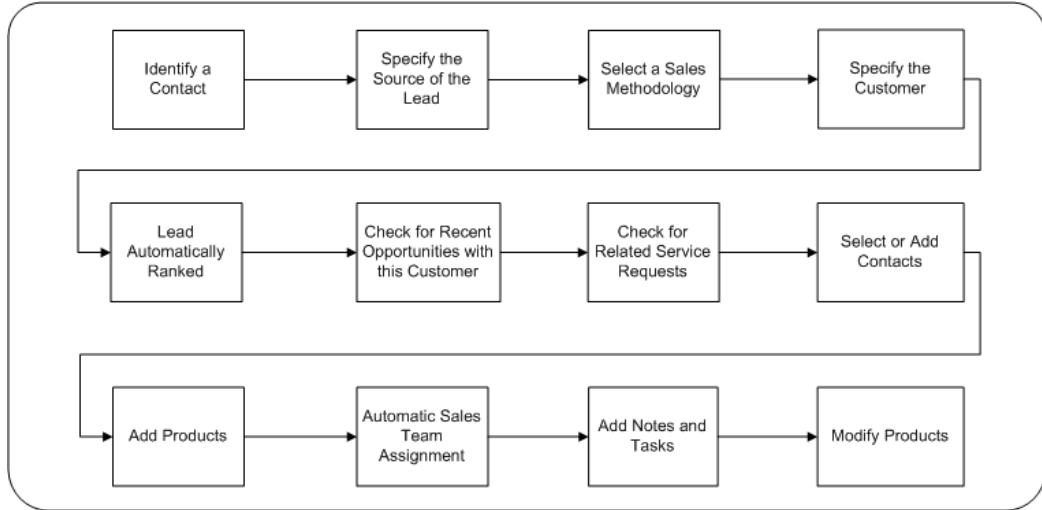 Identify a
Contact
Specify the
Source of the
Lead
Select a Sales
Methodology
Specify the
Customer
Lead
Automatically
Ranked
Check for Recent
Opportunities with
this Customer
Check for
Related Service
Requests
Select or Add
Contacts
Add Products
Automatic Sales
Team
Assignment
Add Notes and
Tasks
Modify Products